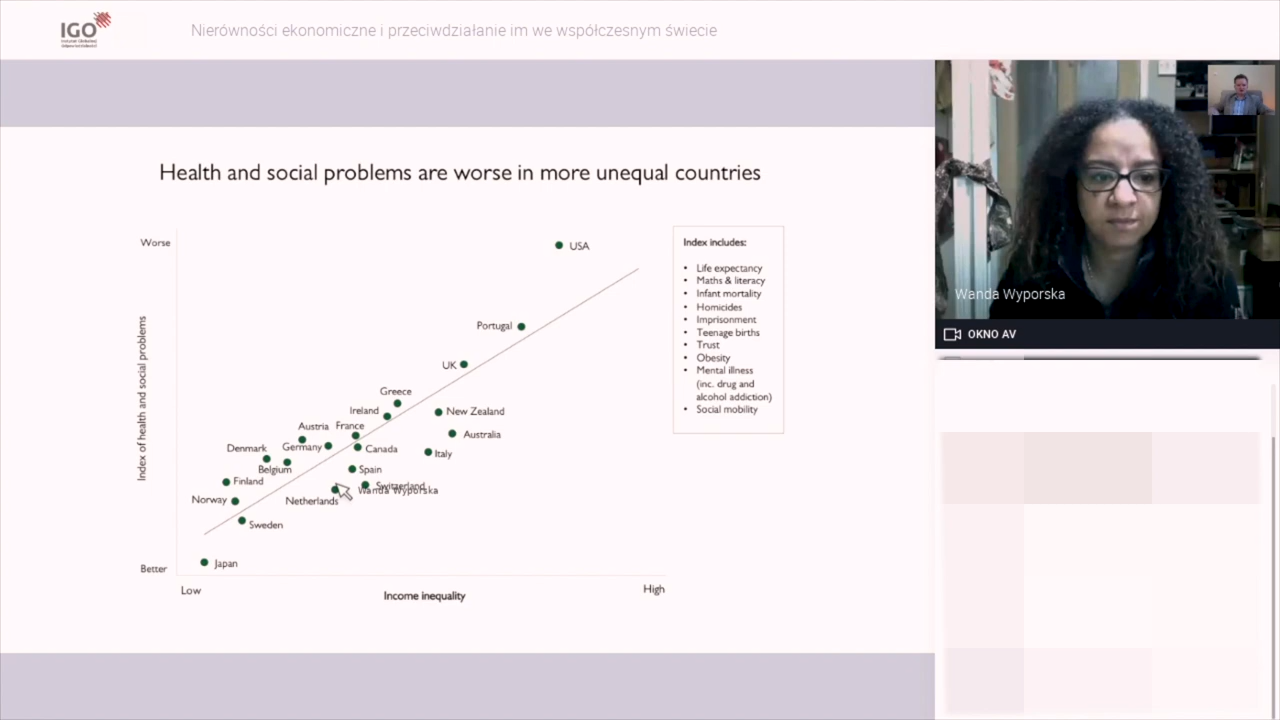 IGO
Instytut Globalnej
Odpowiedzialności
Nierówności ekonomiczne i przeciwdziałanie im we współczesnym świecie
Health and social problems are worse in more unequal countries
Worse
Index of health and social problems
Better
Low
Income inequality
High
USA
Portugal
UK
Greece
Ireland
New Zealand
Austria
France
Australia
Denmark
Germany
Canada
Italy
Belgium
Spain
Finland
Switzerland
Wanda Wyporska
Norway
Netherlands
Sweden
Japan
Index includes:
• Life expectancy
• Maths & literacy
• Infant mortality
• Homicides
• Imprisonment
• Teenage births
• Trust
• Obesity
• Mental illness
(inc. drug and
alcohol addiction)
• Social mobility
Wanda Wyporska
OKNO AV